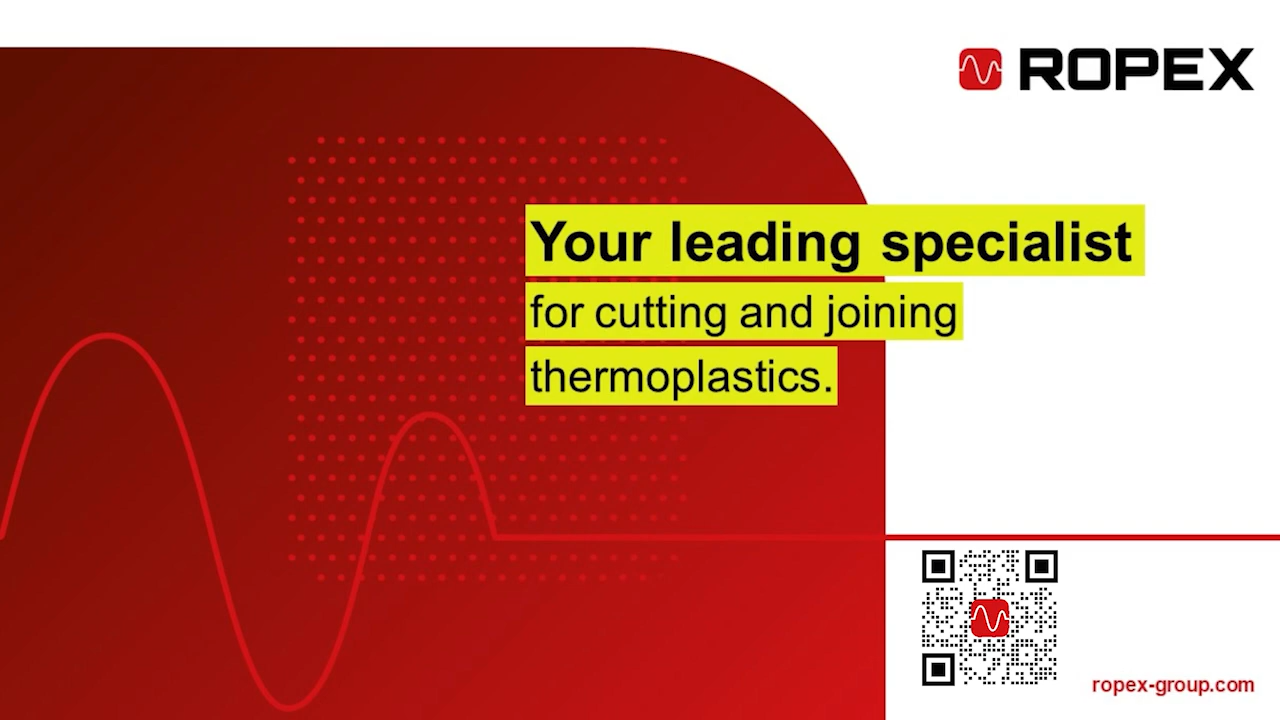 ROPEX
Your leading specialist
for cutting and joining
thermoplastics.
ropex-group.com